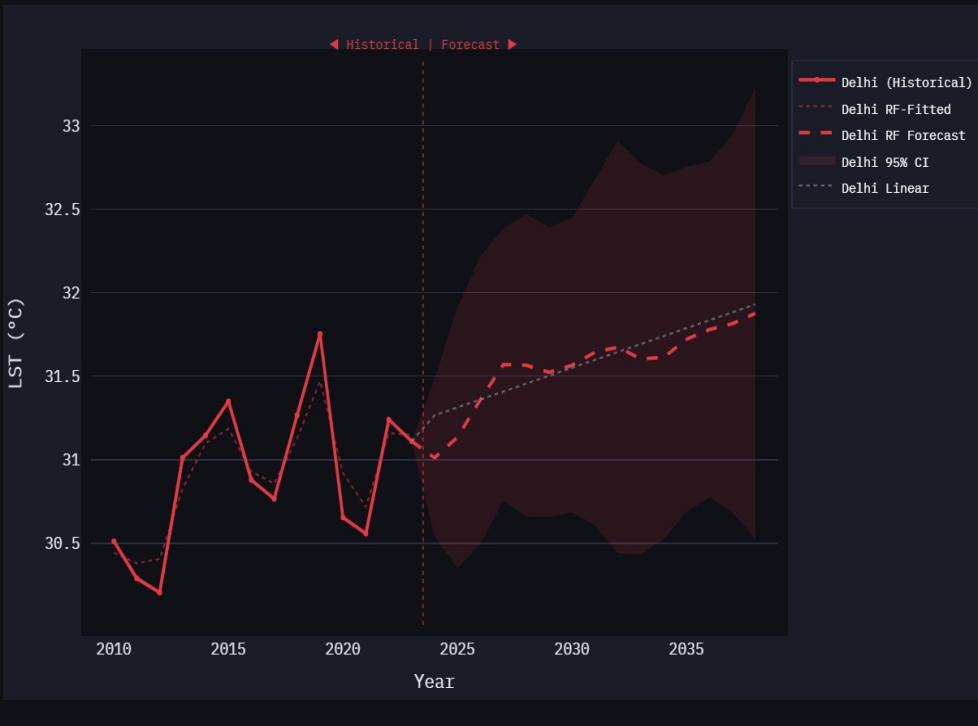 ◀ Historical | Forecast ▶
Delhi (Historical)
Delhi RF-Fitted
Delhi RF Forecast
Delhi 95% CI
Delhi Linear
33
32.5
32
31.5
31
30.5
LST (°C)
2010 2015 2020 2025 2030 2035
Year